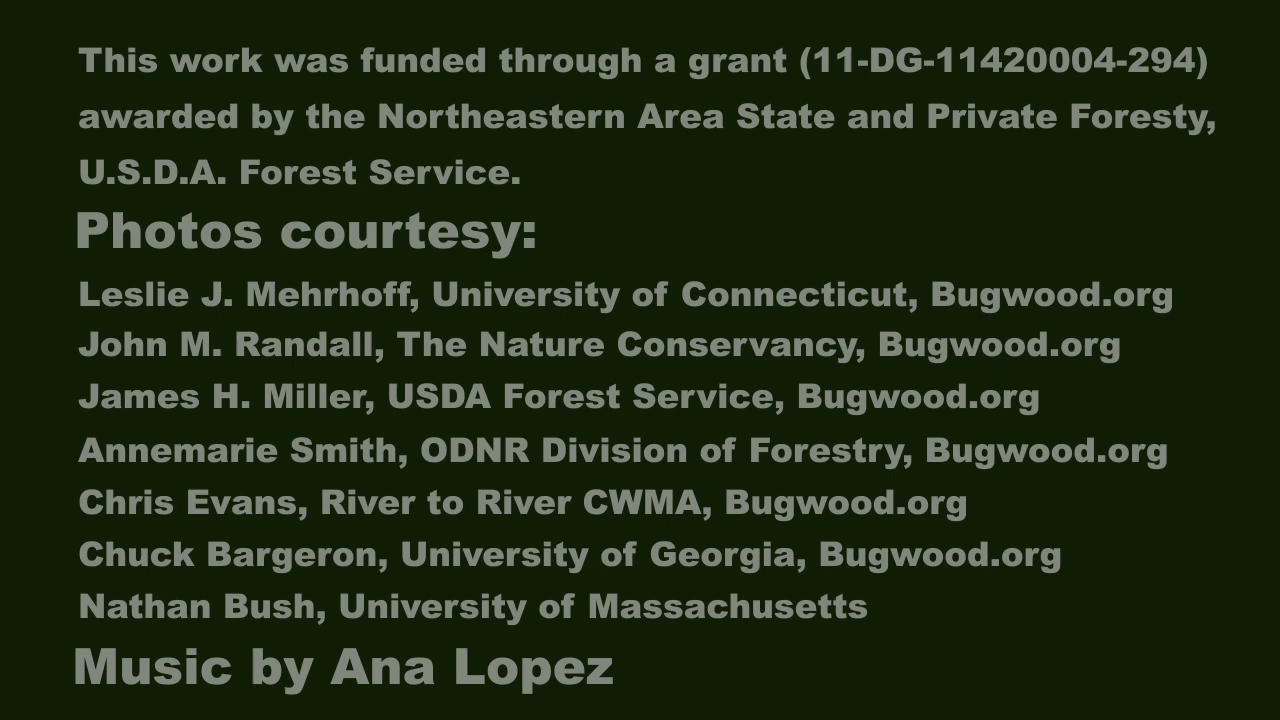 This work was funded through a grant (11-DG-11420004-294)
awarded by the Northeastern Area State and Private Foresty,
U.S.D.A. Forest Service.
Photos courtesy:
Leslie J. Mehrhoff, University of Connecticut, Bugwood.org
John M. Randall, The Nature Conservancy, Bugwood.org
James H. Miller, USDA Forest Service, Bugwood.org
Annemarie Smith, ODNR Division of Forestry, Bugwood.org
Chris Evans, River to River CWMA, Bugwood.org
Chuck Bargeron, University of Georgia, Bugwood.org
Nathan Bush, University of Massachusetts
Music by Ana Lopez